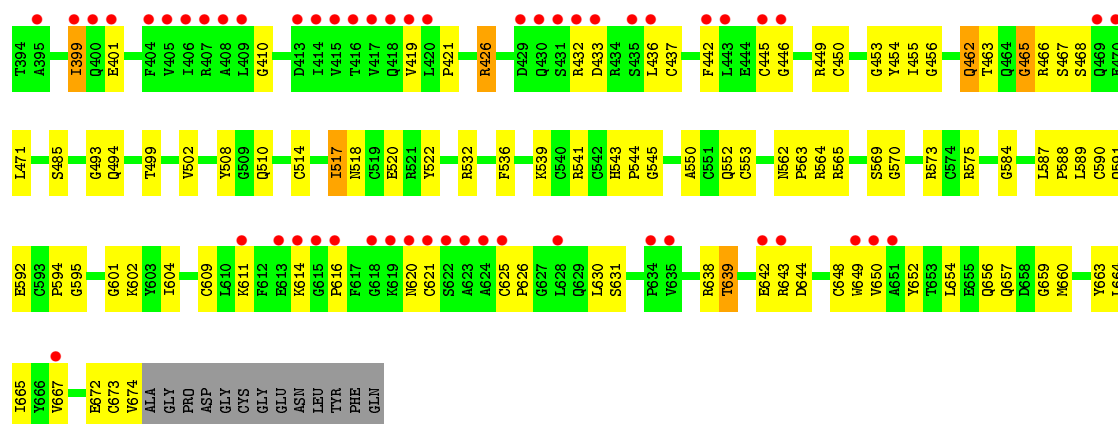 T394 A395 I399 Q400 E401 F404 V405 I406 R407 A408 L409 G410 D413 I414 V415 T416 V417 Q418 V419 L420 P421 R426 D429 Q430 S431 R432 D433 R434 S435 L436 C437 F442 L443 E444 C445 G446 R449 C450 G453 Y454 I455 G456 Q462 T463 Q464 G465 R466 S467 S468 Q469
L471 S485 G493 Q494 T499 V502 Y508 G509 Q510 C514 I517 N518 C519 E520 R521 Y522 R532 F536 K539 C540 R541 C542 H543 P544 G545 A550 C551 Q552 C553 N562 P563 R564 R565 S569 G570 R573 C574 R575 G584 L587 P588 L589 C590
E592 C593 P594 G595 G601 K602 Y603 I604 C609 L610 K611 F612 E613 K614 G615 P616 F617 G618 K619 N620 C621 S622 A623 A624 C625 P626 G627 L628 Q629 L630 S631 P634 V635 R638 T639 E642 R643 D644 C648 W649 V650 A651 Y652 T653 L654 E655 Q656 Q657 D658 G659 M660 Y663 L664
I665 Y666 V667 E672 C673 V674 ALA GLY PRO ASP GLY CYS GLY GLU ASN LEU TYR PHE GLN